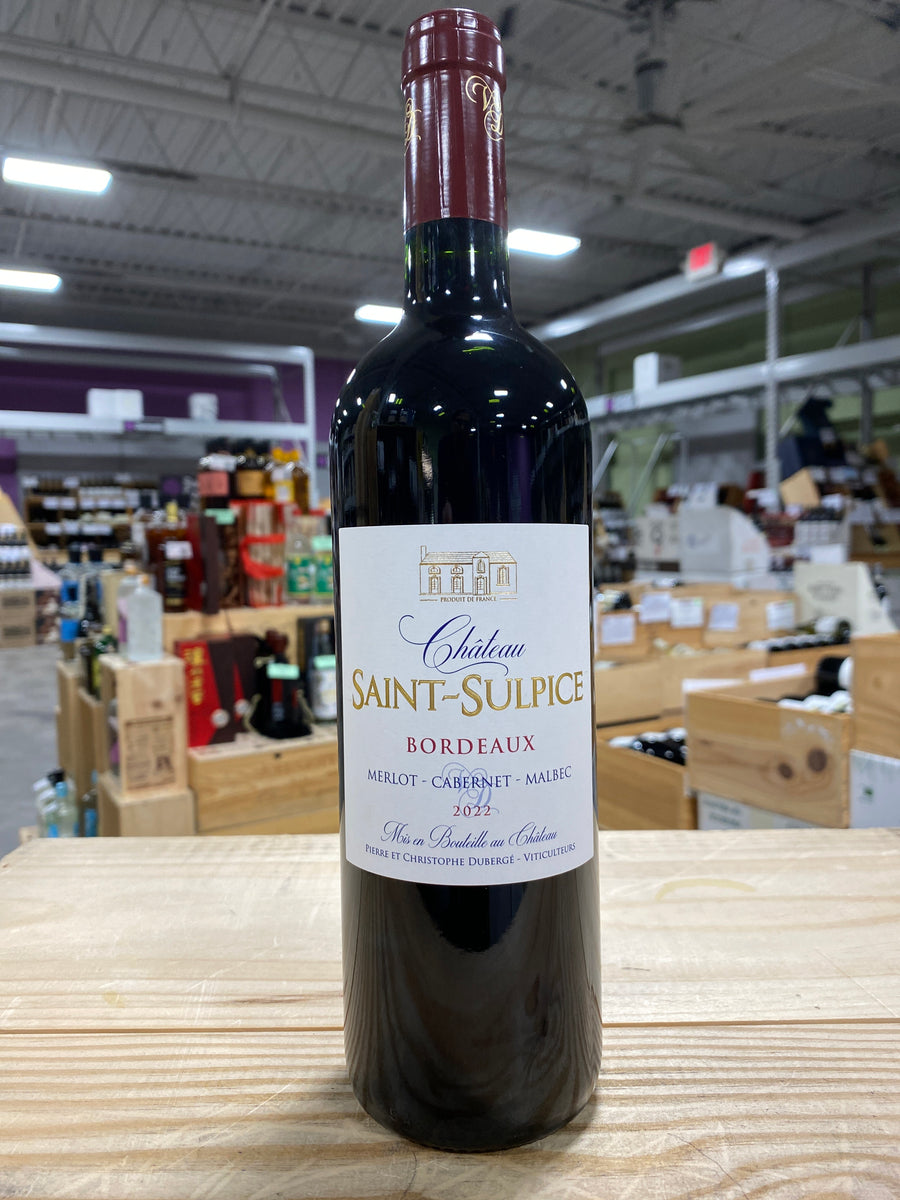 PRODUIT DE FRANCE
Château
SAINT-SULPICE
BORDEAUX
MERLOT - CABERNET - MALBEC
2022
Mis en Bouteille au Château
PIERRE ET CHRISTOPHE DUBERGÉ - VITICULTEURS